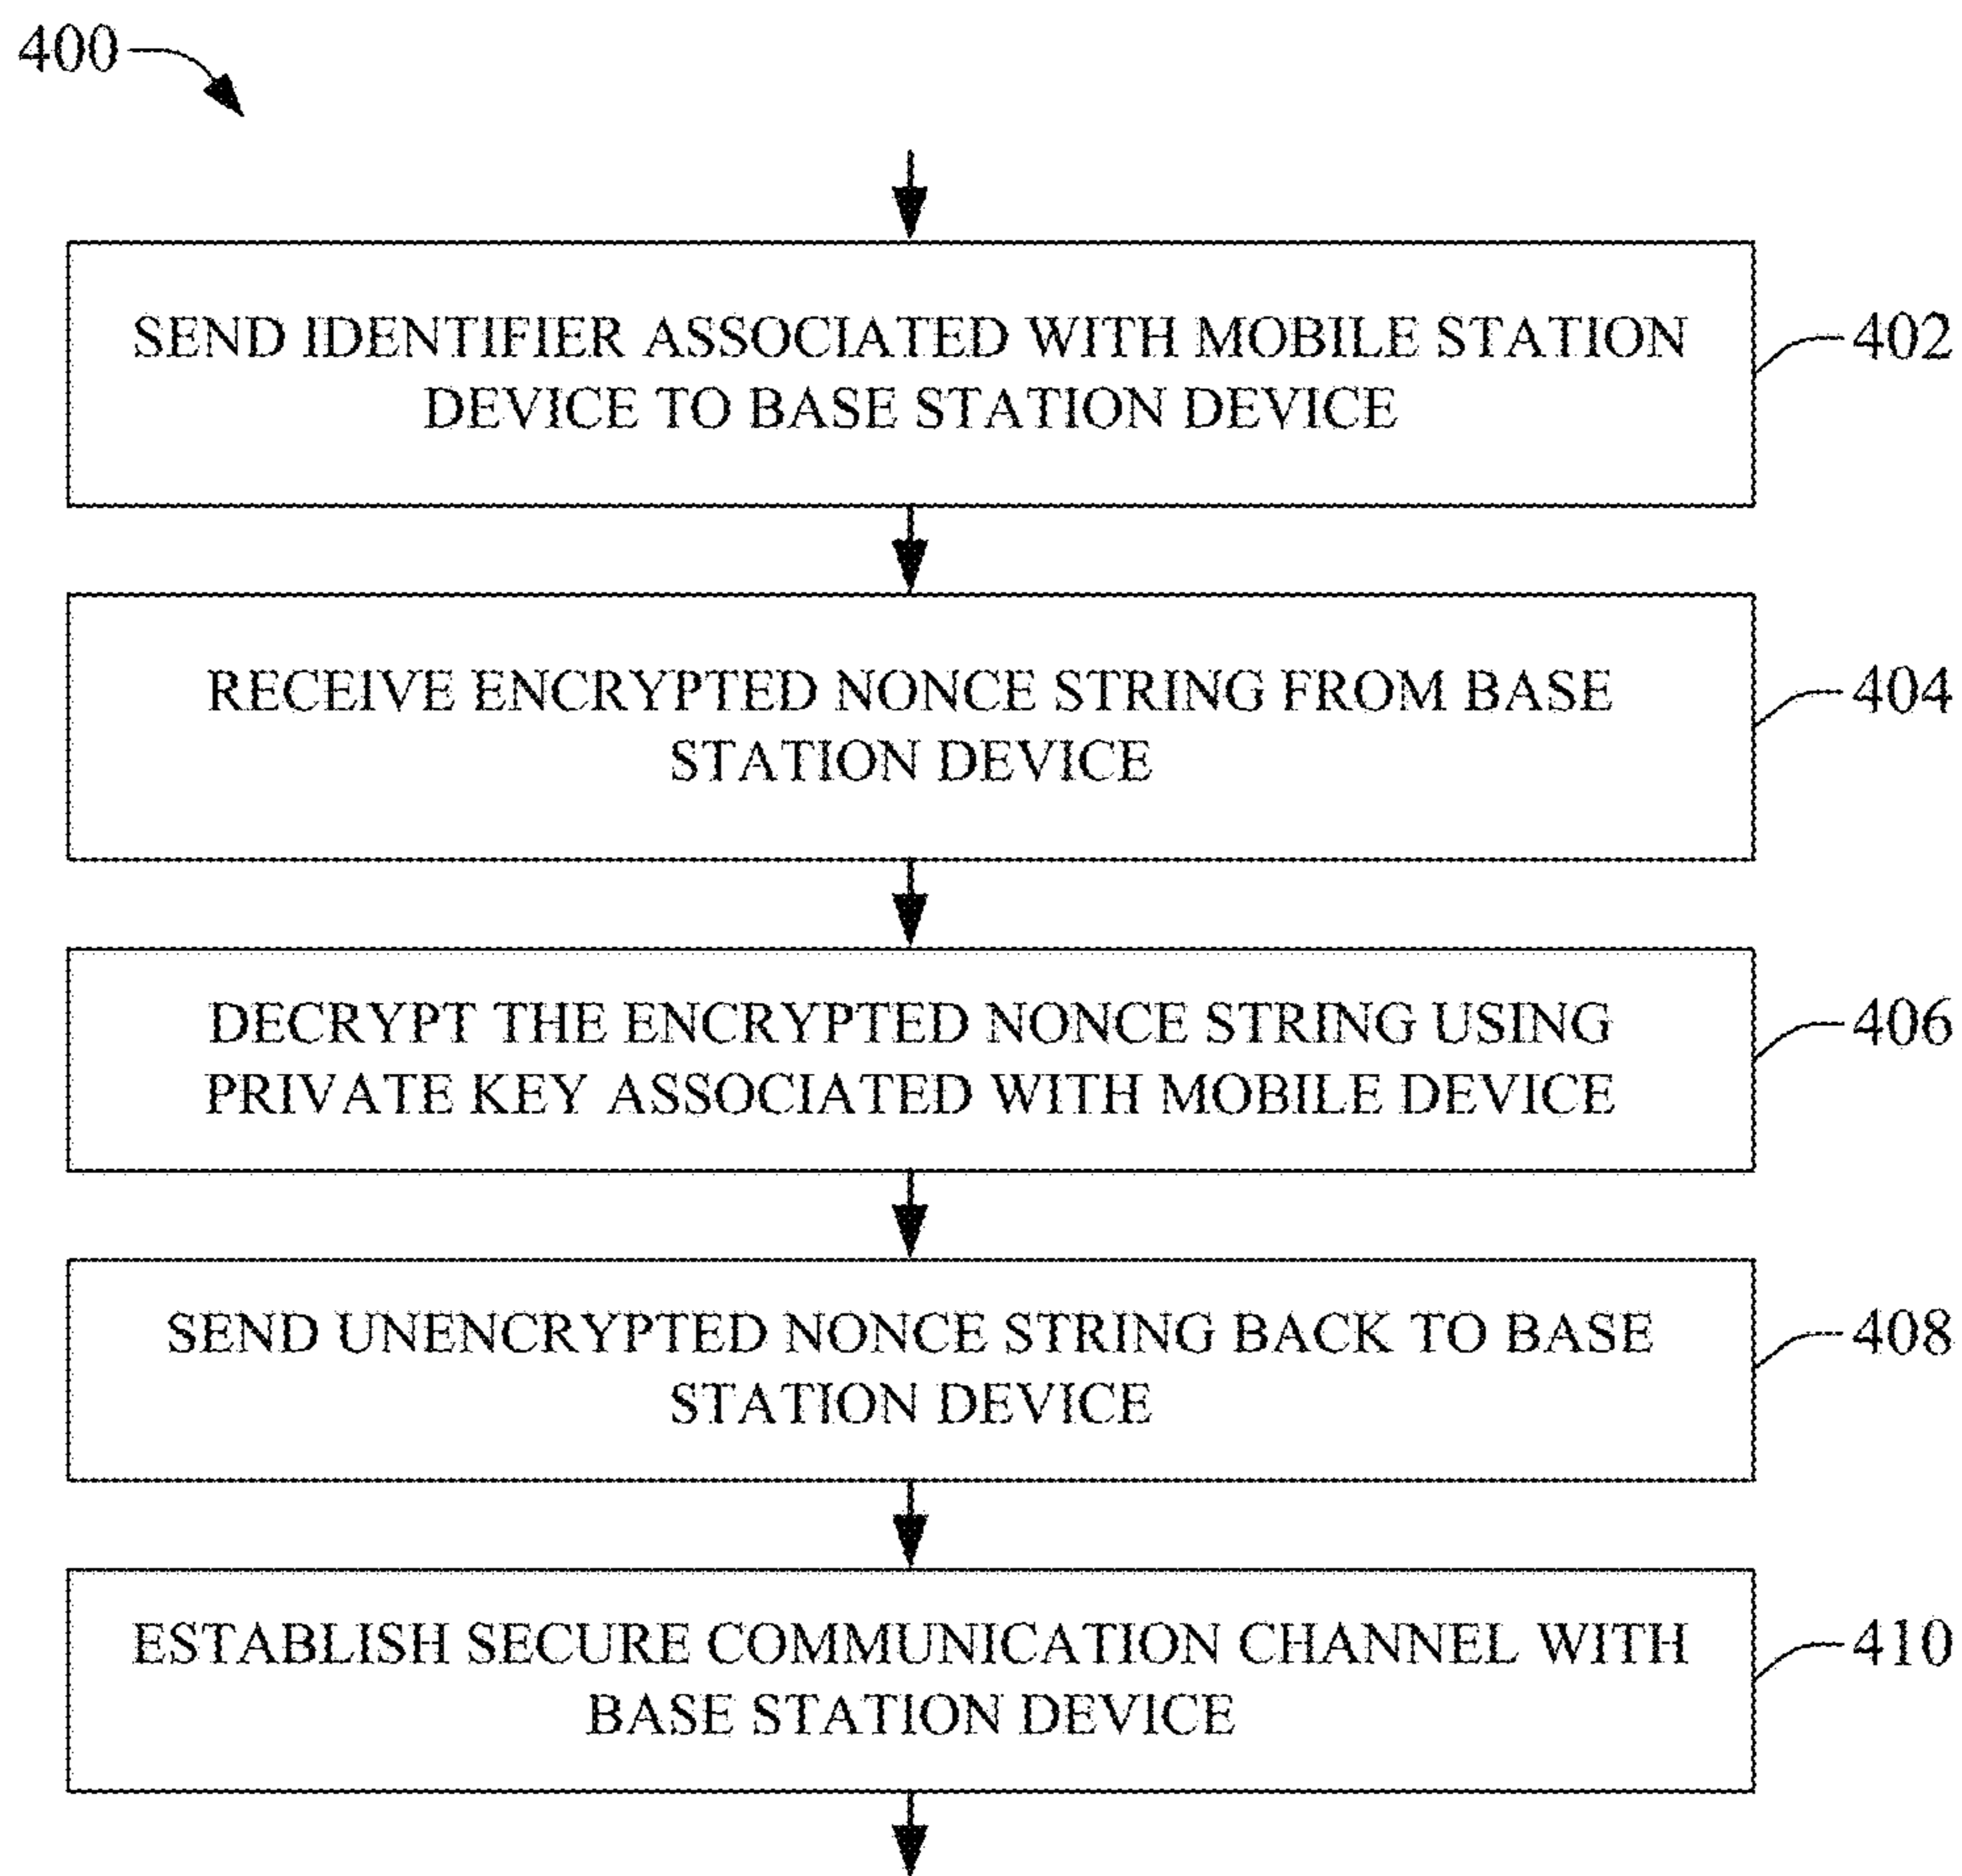 400
SEND IDENTIFIER ASSOCIATED WITH MOBILE STATION
DEVICE TO BASE STATION DEVICE
402
RECEIVE ENCRYPTED NONCE STRING FROM BASE
STATION DEVICE
404
DECRYPT THE ENCRYPTED NONCE STRING USING
PRIVATE KEY ASSOCIATED WITH MOBILE DEVICE
406
SEND UNENCRYPTED NONCE STRING BACK TO BASE
STATION DEVICE
408
ESTABLISH SECURE COMMUNICATION CHANNEL WITH
BASE STATION DEVICE
410